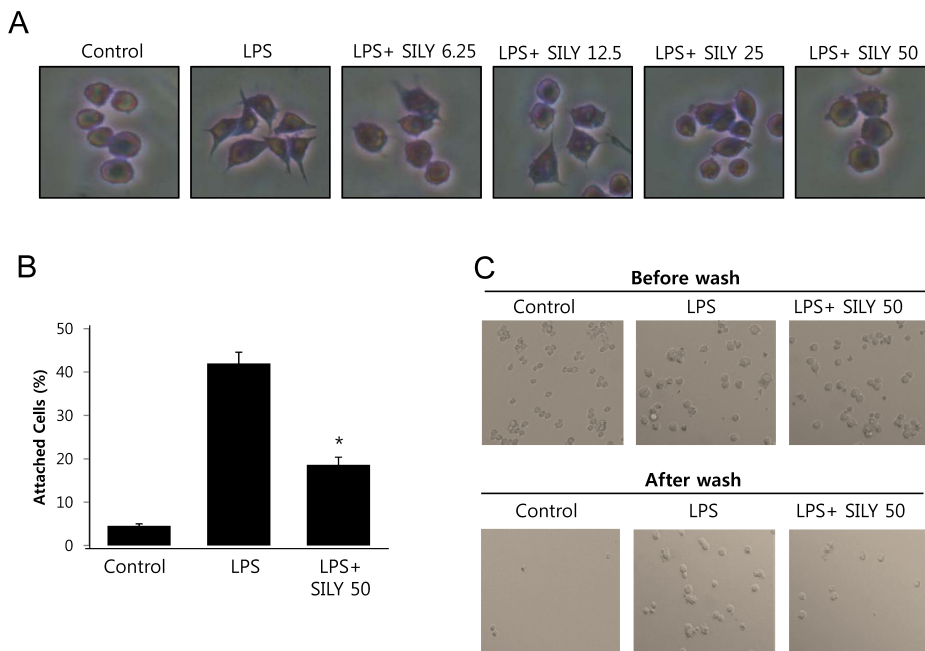 A
Control LPS LPS+ SILY 6.25 LPS+ SILY 12.5 LPS+ SILY 25 LPS+ SILY 50
B
Attached Cells (%)
50
40
30
20
10
0
*
Control LPS LPS+
SILY 50
C
Before wash
Control LPS LPS+ SILY 50
After wash
Control LPS LPS+ SILY 50